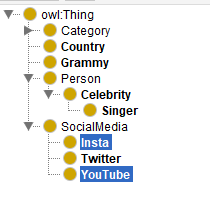 owl:Thing
Category
Country
Grammy
Person
Celebrity
Singer
SocialMedia
Insta
Twitter
YouTube